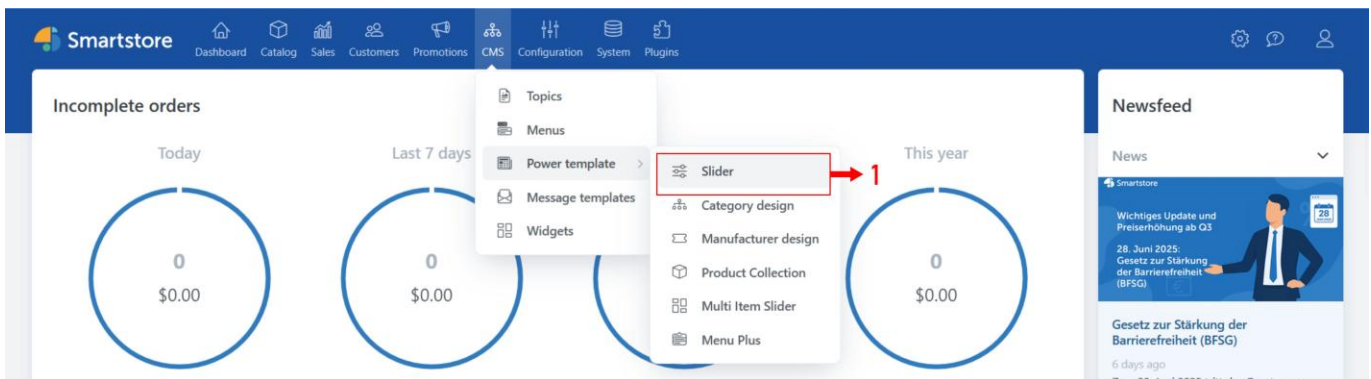 Smartstore
Dashboard Catalog Sales Customers Promotions CMS Configuration System Plugins
Incomplete orders
Today
0
$0.00
Last 7 days
0
$0.00
This year
0
$0.00
Topics
Menus
Power template
Message templates
Widgets
Slider
1
Category design
Manufacturer design
Product Collection
Multi Item Slider
Menu Plus
Newsfeed
News
Smartstore
Wichtiges Update und
Preiserhöhung ab Q3
28. Juni 2025:
Gesetz zur Stärkung
der Barrierefreiheit
(BFSG)
28
Gesetz zur Stärkung der
Barrierefreiheit (BFSG)
6 days ago